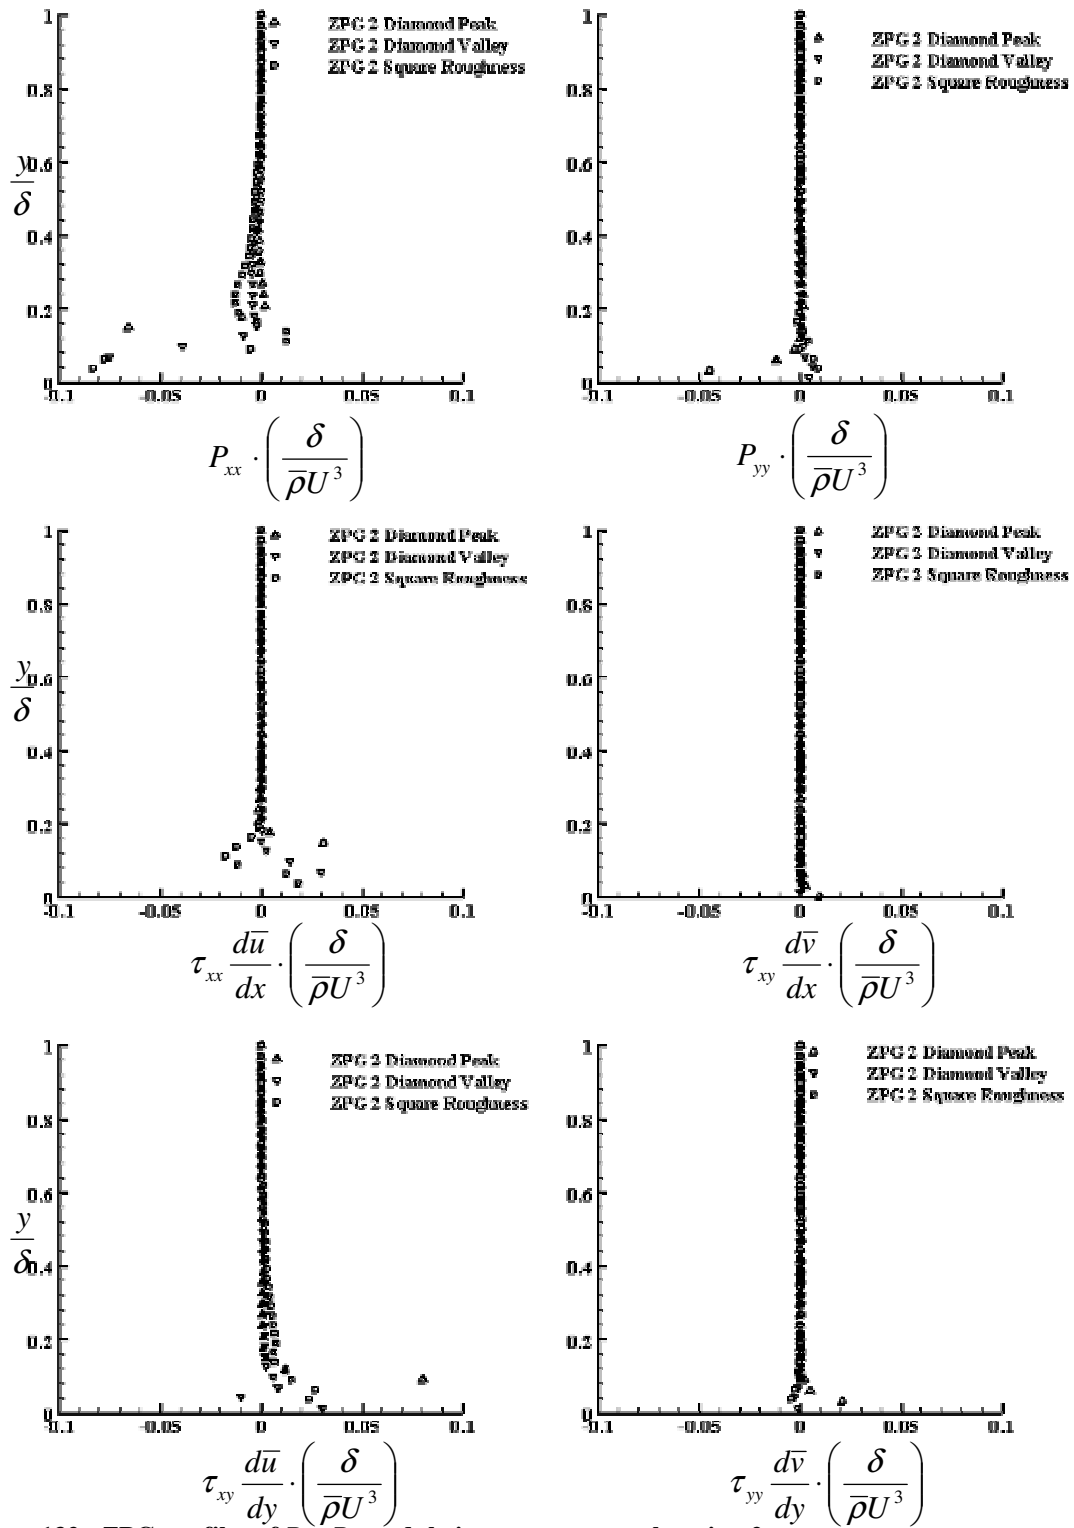 1 ZPG 2 Diamond Peak
ZPG 2 Diamond Valley
ZPG 2 Square Roughness
0.8
y/δ 0.6
0.4
0.2
0
-0.1 -0.05 0 0.05 0.1
P_xx · (δ / ρ̅U³)
1 ZPG 2 Diamond Peak
ZPG 2 Diamond Valley
ZPG 2 Square Roughness
0.8
0.6
0.4
0.2
0
-0.1 -0.05 0 0.05 0.1
P_yy · (δ / ρ̅U³)
1 ZPG 2 Diamond Peak
ZPG 2 Diamond Valley
ZPG 2 Square Roughness
0.8
y/δ 0.6
0.4
0.2
0
-0.1 -0.05 0 0.05 0.1
τ_xx du̅/dx · (δ / ρ̅U³)
1 ZPG 2 Diamond Peak
ZPG 2 Diamond Valley
ZPG 2 Square Roughness
0.8
0.6
0.4
0.2
0
-0.1 -0.05 0 0.05 0.1
τ_xy dv̅/dx · (δ / ρ̅U³)
1 ZPG 2 Diamond Peak
ZPG 2 Diamond Valley
ZPG 2 Square Roughness
0.8
0.6
y/δ 0.4
0.2
0
-0.1 -0.05 0 0.05 0.1
τ_xy du̅/dy · (δ / ρ̅U³)
1 ZPG 2 Diamond Peak
ZPG 2 Diamond Valley
ZPG 2 Square Roughness
0.8
0.6
0.4
0.2
0
-0.1 -0.05 0 0.05 0.1
τ_yy dv̅/dy · (δ / ρ̅U³)